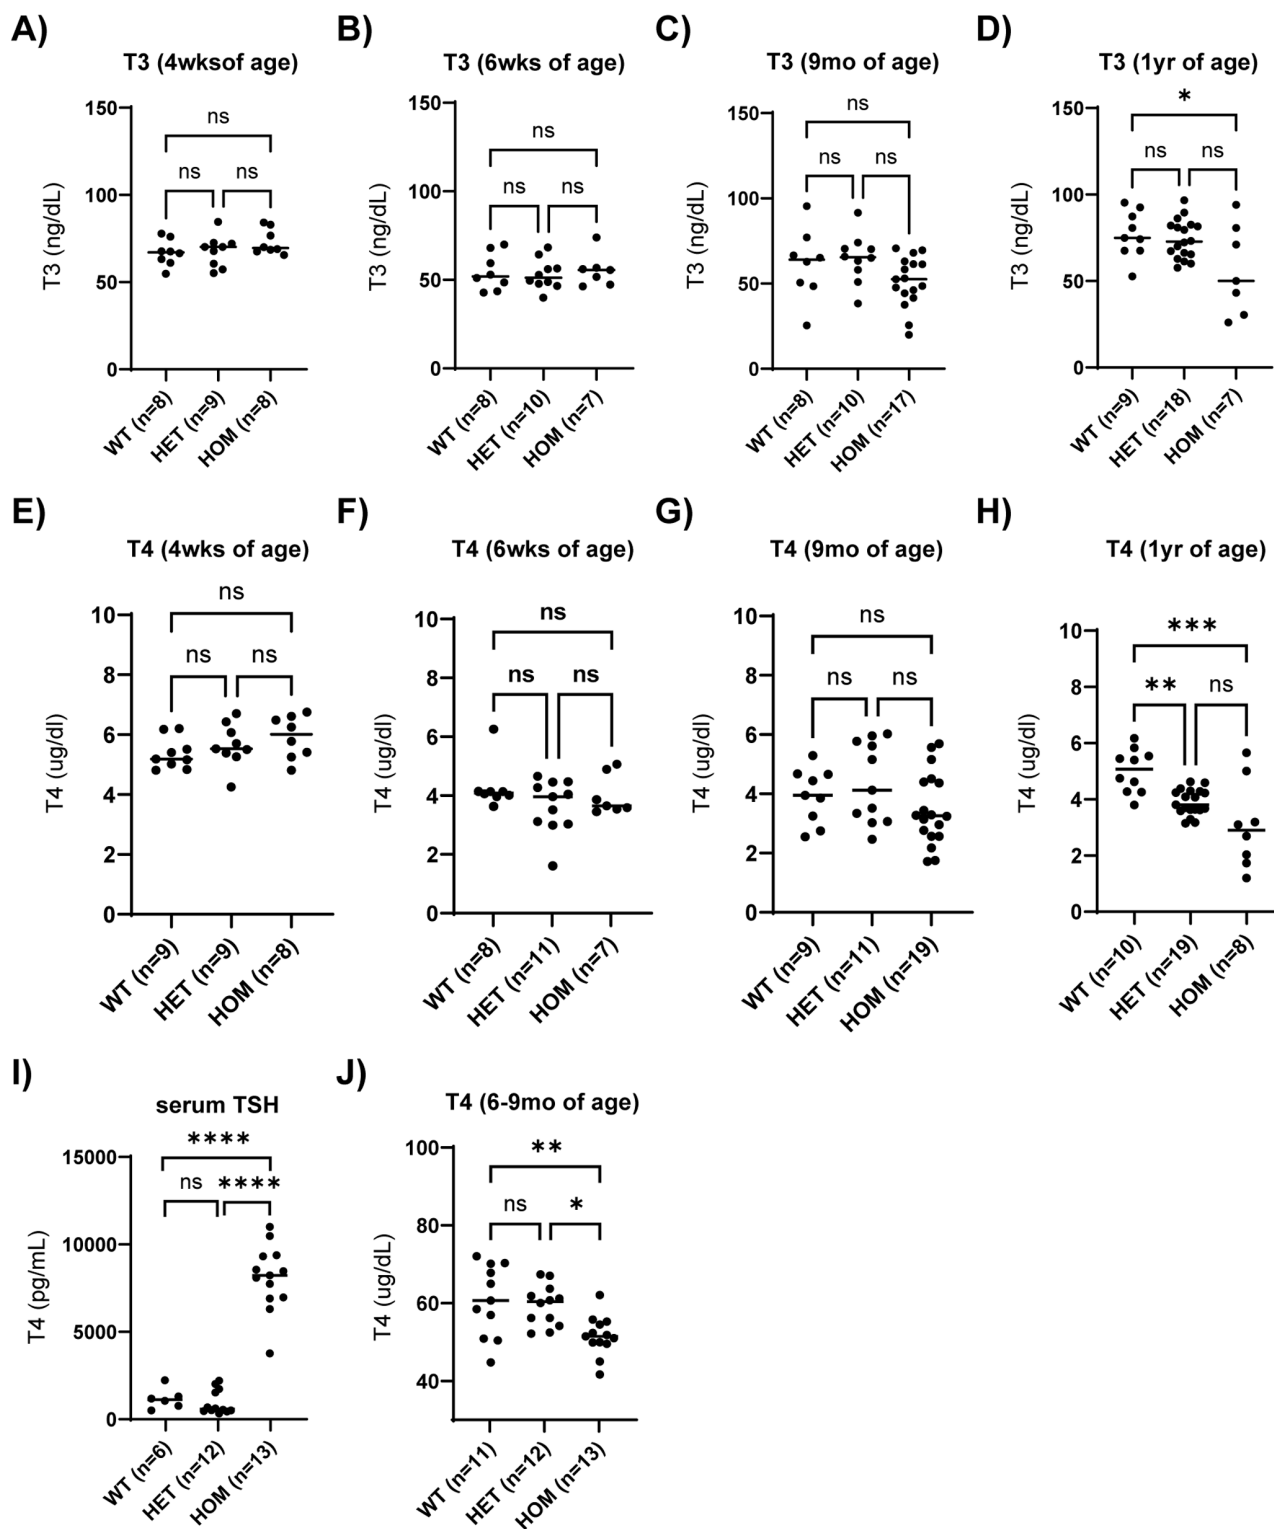 A)
T3 (4wksof age)
ns
ns
ns
150
100
50
0
T3 (ng/dL)
WT (n=8)
HET (n=9)
HOM (n=8)
B)
T3 (6wks of age)
ns
ns
ns
150
100
50
0
T3 (ng/dL)
WT (n=8)
HET (n=10)
HOM (n=7)
C)
T3 (9mo of age)
ns
ns
ns
150
100
50
0
T3 (ng/dL)
WT (n=8)
HET (n=10)
HOM (n=17)
D)
T3 (1yr of age)
*
ns
ns
150
100
50
0
T3 (ng/dL)
WT (n=9)
HET (n=18)
HOM (n=7)
E)
T4 (4wks of age)
ns
ns
ns
10
8
6
4
2
0
T4 (ug/dl)
WT (n=9)
HET (n=9)
HOM (n=8)
F)
T4 (6wks of age)
ns
ns
ns
10
8
6
4
2
0
T4 (ug/dl)
WT (n=8)
HET (n=11)
HOM (n=7)
G)
T4 (9mo of age)
ns
ns
ns
10
8
6
4
2
0
T4 (ug/dl)
WT (n=9)
HET (n=11)
HOM (n=19)
H)
T4 (1yr of age)
***
**
ns
10
8
6
4
2
0
T4 (ug/dl)
WT (n=10)
HET (n=19)
HOM (n=8)
I)
serum TSH
****
ns
****
15000
10000
5000
0
T4 (pg/mL)
WT (n=6)
HET (n=12)
HOM (n=13)
J)
T4 (6-9mo of age)
**
ns
*
100
80
60
40
T4 (ug/dL)
WT (n=11)
HET (n=12)
HOM (n=13)